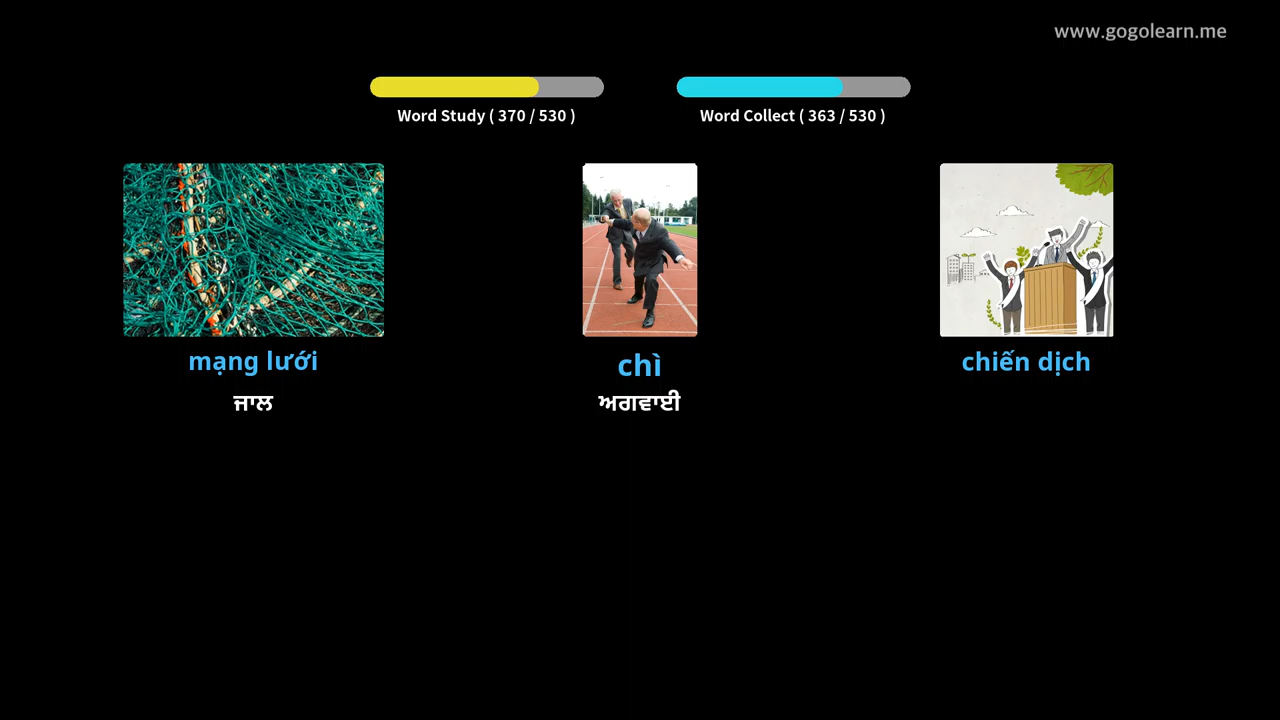 www.gogolearn.me
Word Study ( 370 / 530 )
Word Collect ( 363 / 530 )
mạng lưới
chì
chiến dịch
ਜਾਲ
ਅਗਵਾਈ